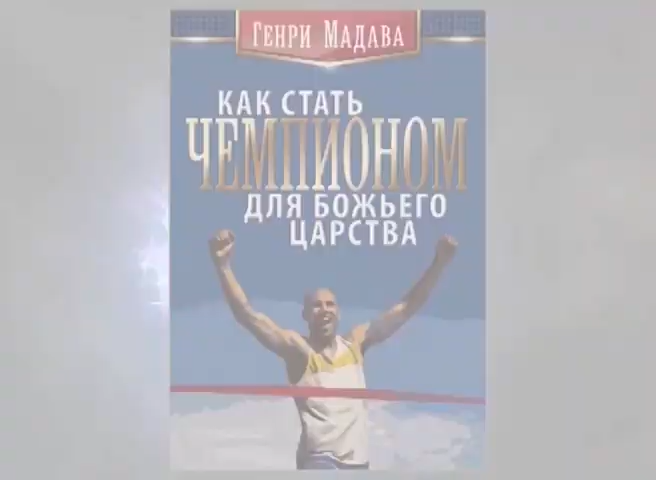 Генри Мадава
КАК СТАТЬ
ЧЕМПИОНОМ
ДЛЯ БОЖЬЕГО
ЦАРСТВА